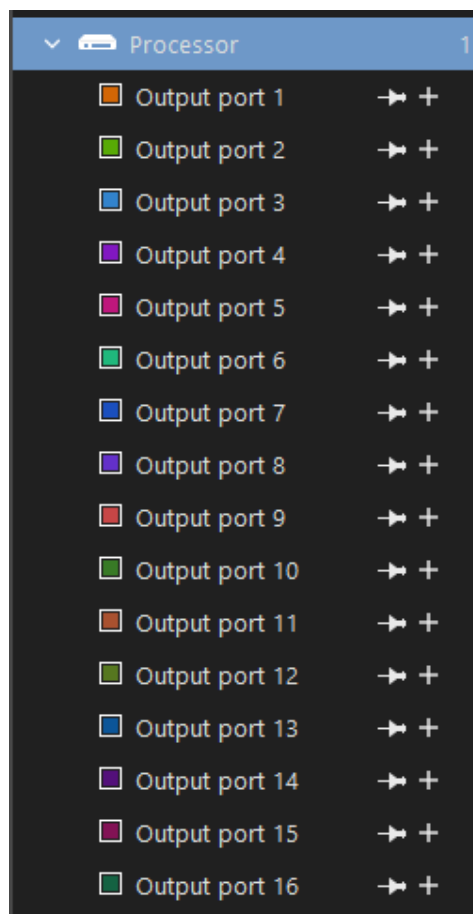 Processor 1
Output port 1
Output port 2
Output port 3
Output port 4
Output port 5
Output port 6
Output port 7
Output port 8
Output port 9
Output port 10
Output port 11
Output port 12
Output port 13
Output port 14
Output port 15
Output port 16